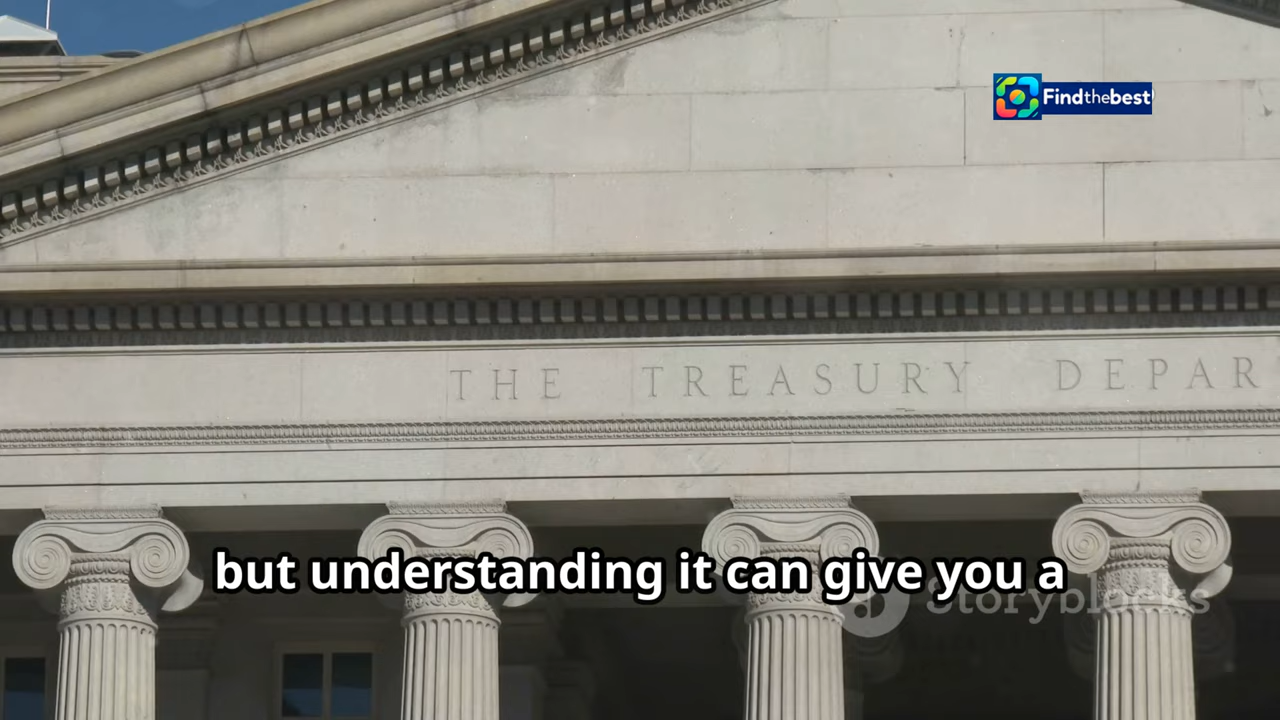 Findthebest
THE TREASURY DEPAR
but understanding it can give you a
Storyblocks